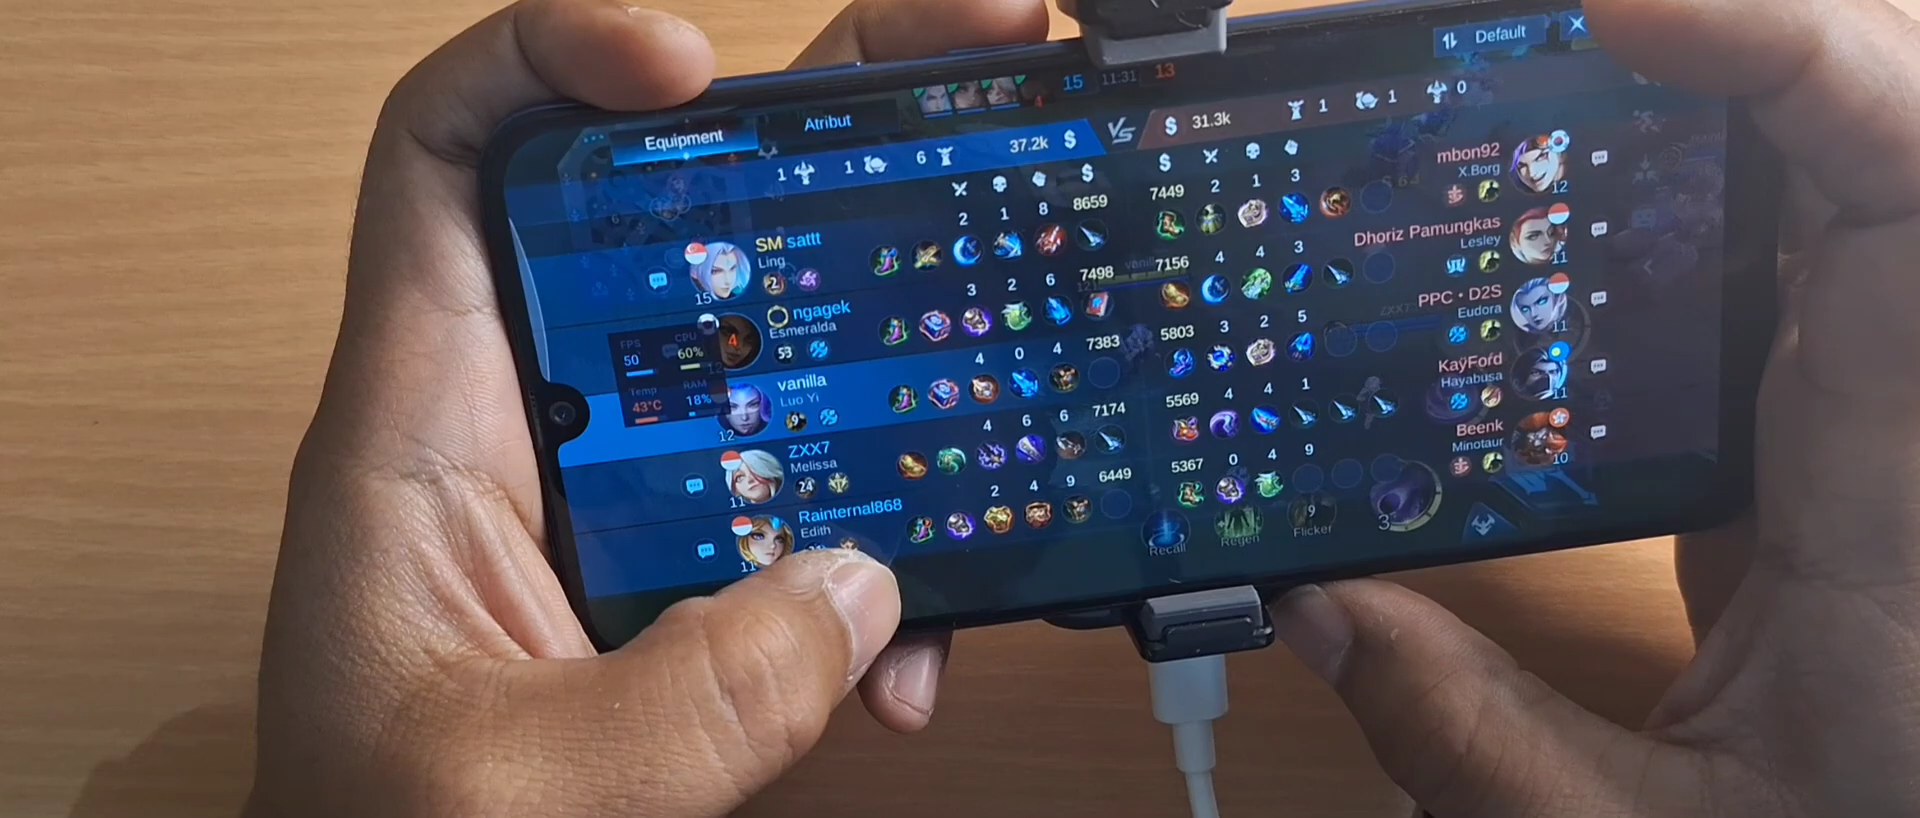 Default
15 11:31 13
Equipment Atribut
1 1 6 37.2k $ VS $ 31.3k 1 1 0
SM sattt
Ling
15
2 1 8 8659
ngagek
Esmeralda
53
3 2 6 7498
vanilla
Luo Yi
12
4 0 4 7383
ZXX7
Melissa
24
11
4 6 6 7174
Rainternal868
Edith
11
2 4 9 6449
FPS CPU
50 60%
Temp RAM
43°C 18%
7449 2 1 3
mbon92
X.Borg
12
7156 4 4 3
Dhoriz Pamungkas
Lesley
11
5803 3 2 5
PPC • D2S
Eudora
11
5569 4 4 1
KaÿFoŕd
Hayabusa
11
5367 0 4 9
Beenk
Minotaur
10
Recall Regen Flicker
9
3